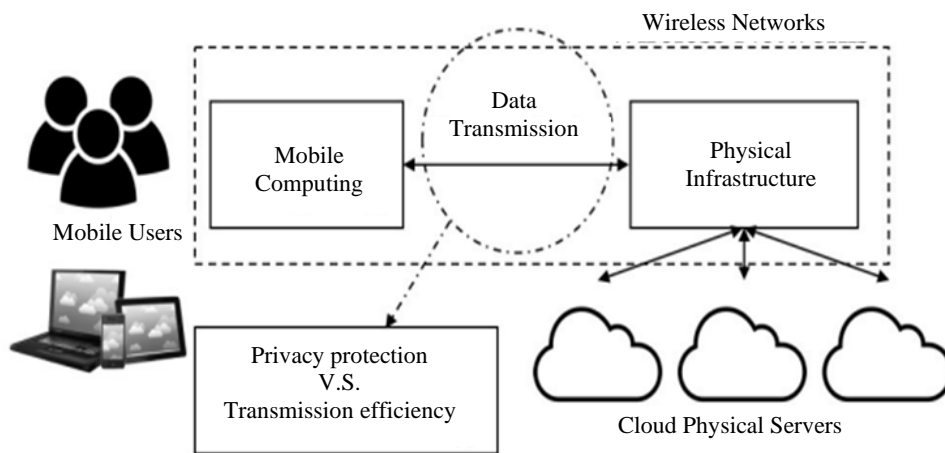 Wireless Networks
Data
Transmission
Mobile
Computing
Physical
Infrastructure
Mobile Users
Privacy protection
V.S.
Transmission efficiency
Cloud Physical Servers